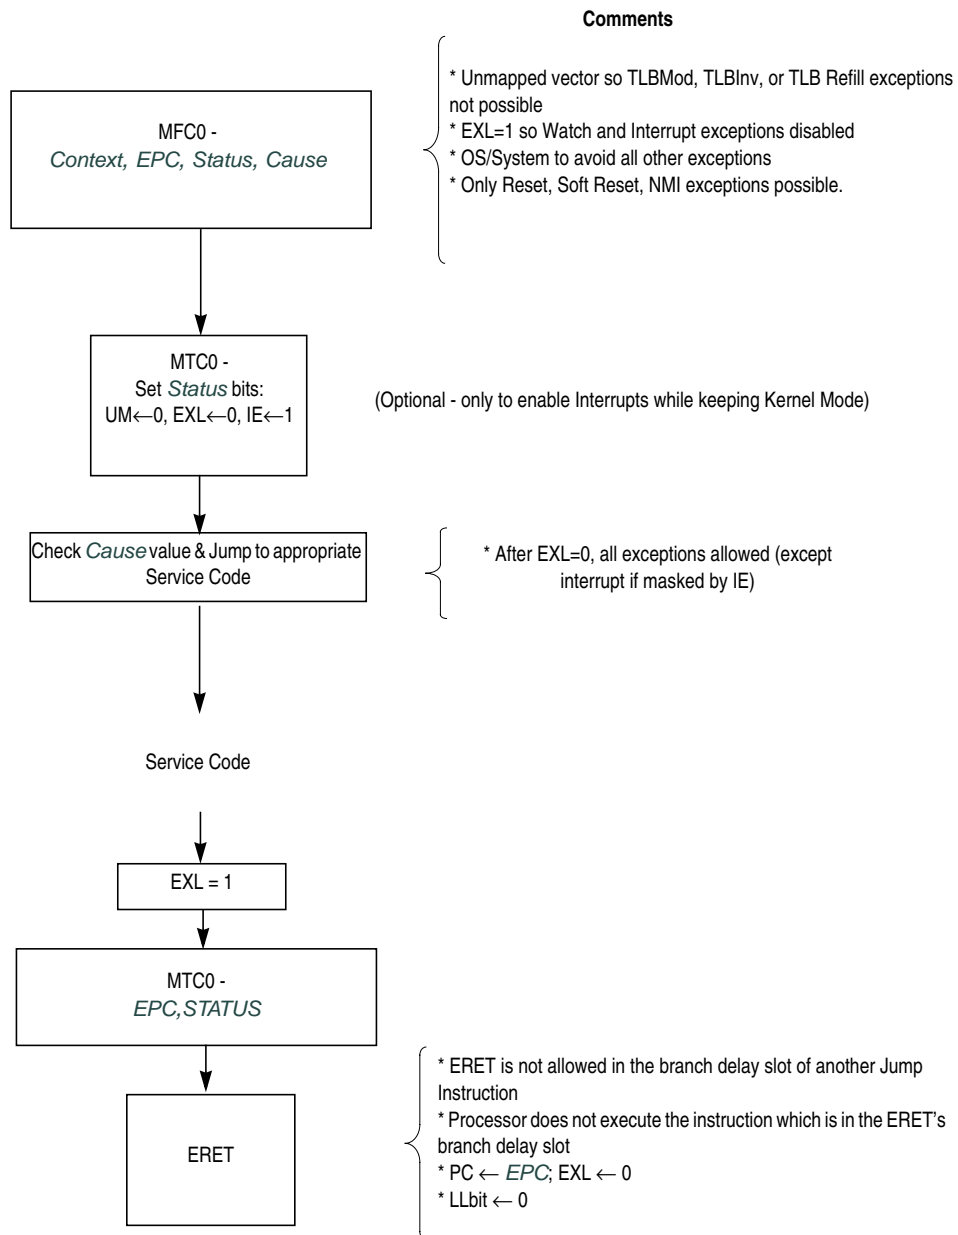 Comments
* Unmapped vector so TLBMod, TLBInv, or TLB Refill exceptions
not possible
* EXL=1 so Watch and Interrupt exceptions disabled
* OS/System to avoid all other exceptions
* Only Reset, Soft Reset, NMI exceptions possible.
MFC0 -
Context, EPC, Status, Cause
MTC0 -
Set Status bits:
UM←0, EXL←0, IE←1
(Optional - only to enable Interrupts while keeping Kernel Mode)
Check Cause value & Jump to appropriate
Service Code
* After EXL=0, all exceptions allowed (except
interrupt if masked by IE)
Service Code
EXL = 1
MTC0 -
EPC,STATUS
ERET
* ERET is not allowed in the branch delay slot of another Jump
Instruction
* Processor does not execute the instruction which is in the ERET's
branch delay slot
* PC ← EPC; EXL ← 0
* LLbit ← 0